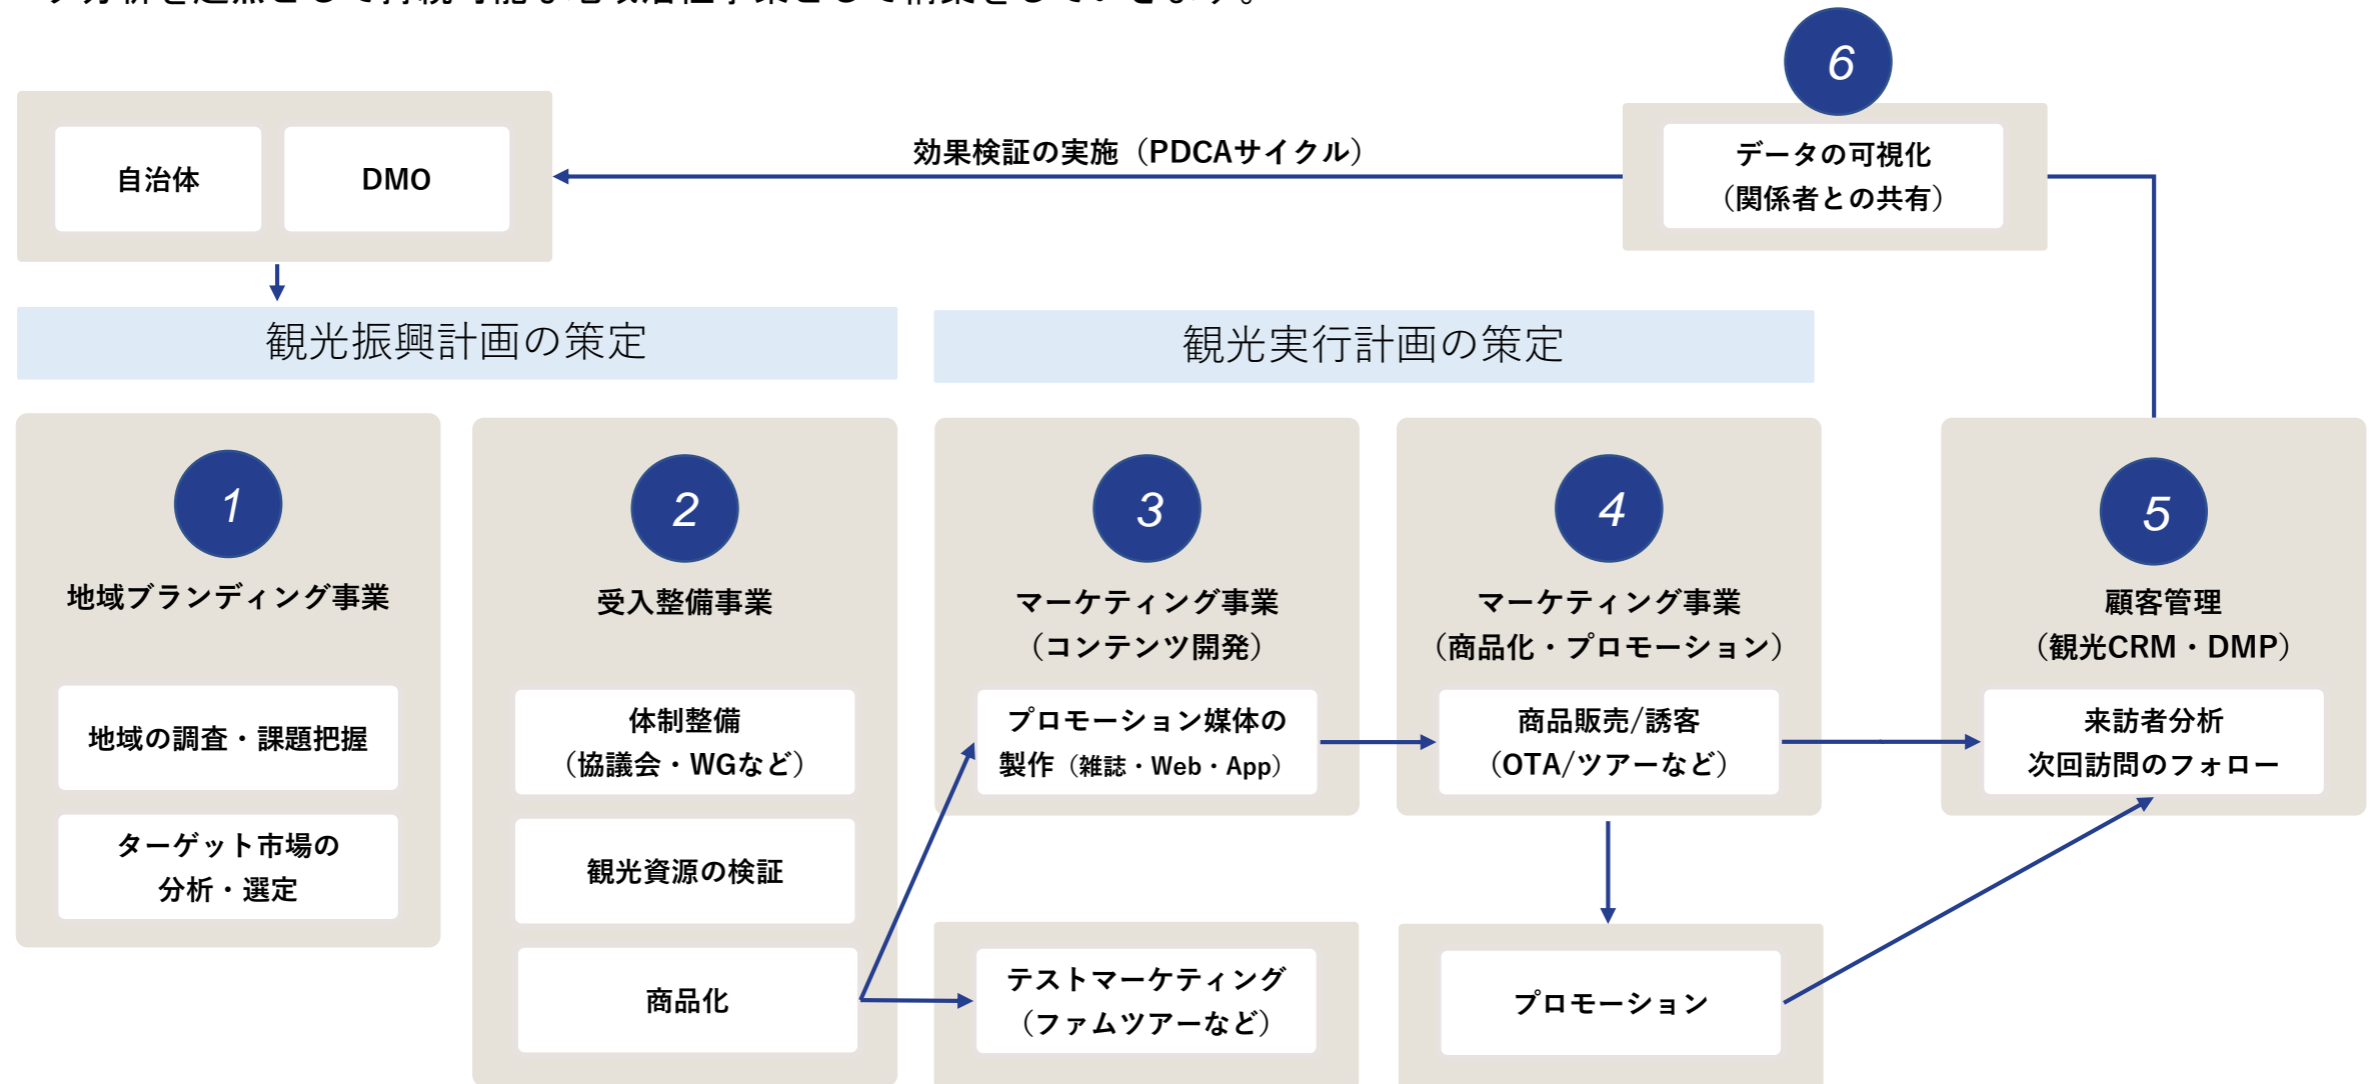 6
自治体
DMO
効果検証の実施（PDCAサイクル）
データの可視化
（関係者との共有）
観光振興計画の策定
観光実行計画の策定
1
地域ブランディング事業
地域の調査・課題把握
ターゲット市場の
分析・選定
2
受入整備事業
体制整備
（協議会・WGなど）
観光資源の検証
商品化
3
マーケティング事業
（コンテンツ開発）
プロモーション媒体の
製作（雑誌・Web・App）
テストマーケティング
（ファムツアーなど）
4
マーケティング事業
（商品化・プロモーション）
商品販売/誘客
（OTA/ツアーなど）
プロモーション
5
顧客管理
（観光CRM・DMP）
来訪者分析
次回訪問のフォロー